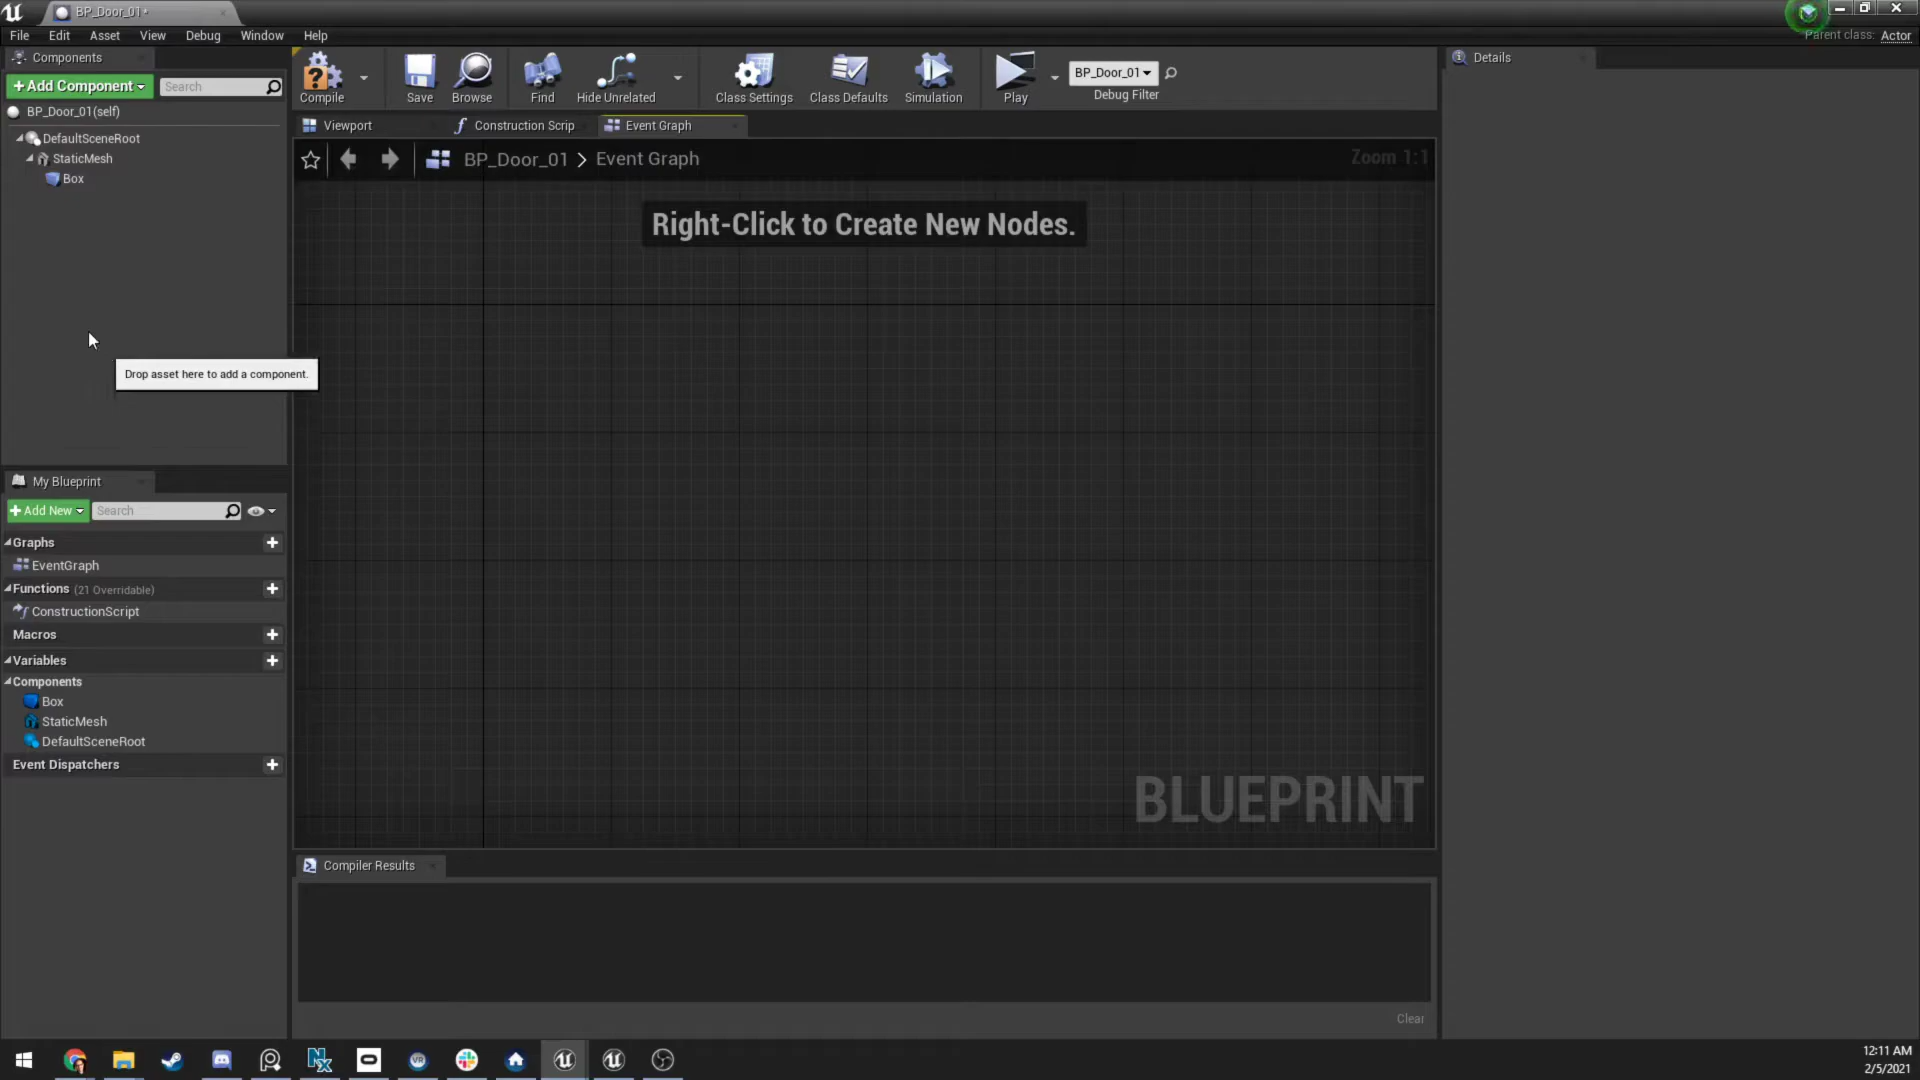 BP_Door_01*
File Edit Asset View Debug Window Help
Parent class: Actor
Components
+Add Component
Search
BP_Door_01(self)
DefaultSceneRoot
StaticMesh
Box
Drop asset here to add a component.
Compile
Save
Browse
Find
Hide Unrelated
Class Settings
Class Defaults
Simulation
Play
BP_Door_01
Debug Filter
Details
Viewport
Construction Scrip
Event Graph
BP_Door_01 > Event Graph
Zoom 1:1
Right-Click to Create New Nodes.
BLUEPRINT
My Blueprint
+Add New
Search
Graphs
EventGraph
Functions (21 Overridable)
ConstructionScript
Macros
Variables
Components
Box
StaticMesh
DefaultSceneRoot
Event Dispatchers
Compiler Results
Clear
12:11 AM
2/5/2021